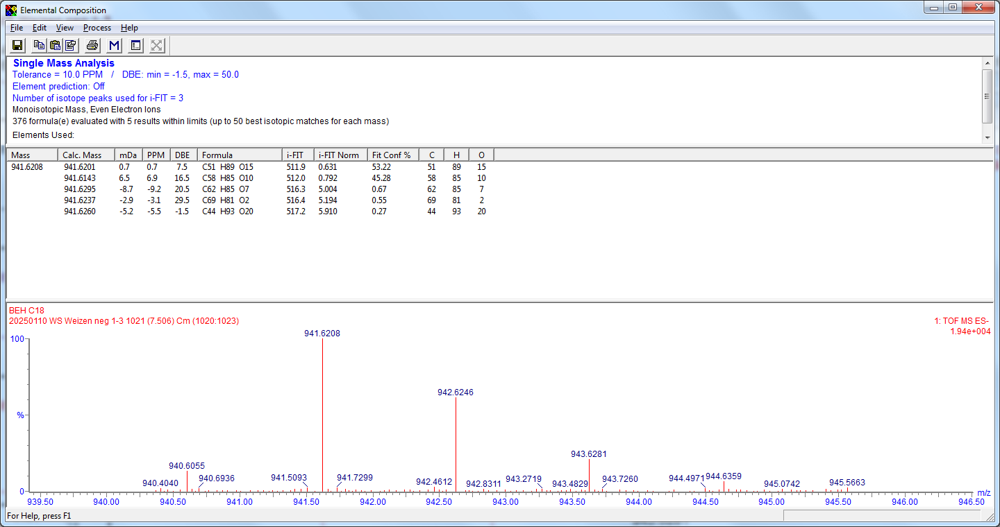 Elemental Composition
File Edit View Process Help
Single Mass Analysis
Tolerance = 10.0 PPM / DBE: min = -1.5, max = 50.0
Element prediction: Off
Number of isotope peaks used for i-FIT = 3
Monoisotopic Mass, Even Electron Ions
376 formula(e) evaluated with 5 results within limits (up to 50 best isotopic matches for each mass)
Elements Used:
Mass Calc. Mass mDa PPM DBE Formula i-FIT i-FIT Norm Fit Conf % C H O
941.6208 941.6201 0.7 0.7 7.5 C51 H89 O15 511.9 0.631 53.22 51 89 15
941.6143 6.5 6.9 16.5 C58 H85 O10 512.0 0.792 45.28 58 85 10
941.6295 -8.7 -9.2 20.5 C62 H85 O7 516.3 5.004 0.67 62 85 7
941.6237 -2.9 -3.1 29.5 C69 H81 O2 516.4 5.194 0.55 69 81 2
941.6260 -5.2 -5.5 -1.5 C44 H93 O20 517.2 5.910 0.27 44 93 20
BEH C18
20250110 WS Weizen neg 1-3 1021 (7.506) Cm (1020:1023)
1: TOF MS ES-
1.94e+004
100
%
0
941.6208
942.6246
943.6281
940.6055
940.4040 940.6936 941.5093 941.7299 942.4612 942.8311 943.2719 943.4829 943.7260 944.4971 944.6359 945.0742 945.5663
m/z
939.50 940.00 940.50 941.00 941.50 942.00 942.50 943.00 943.50 944.00 944.50 945.00 945.50 946.00 946.50
For Help, press F1